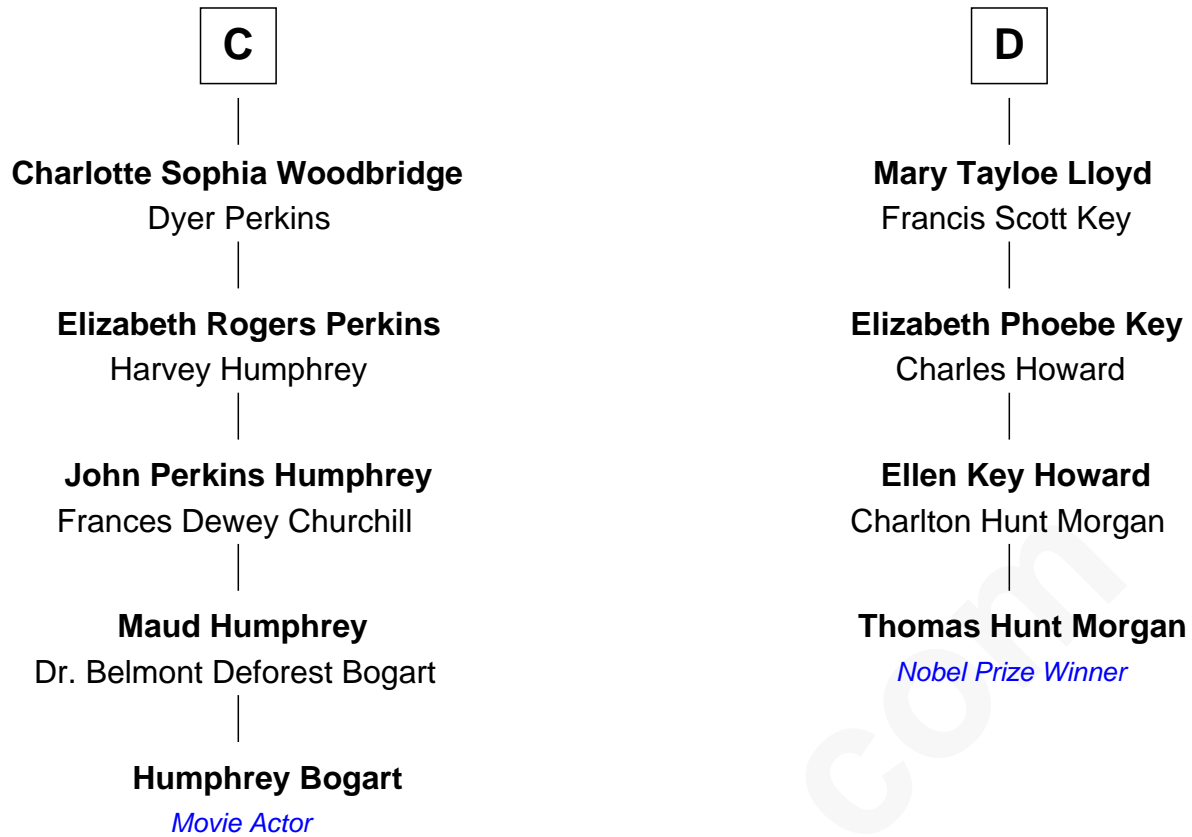 C
Charlotte Sophia Woodbridge
Dyer Perkins
Elizabeth Rogers Perkins
Harvey Humphrey
John Perkins Humphrey
Frances Dewey Churchill
Maud Humphrey
Dr. Belmont Deforest Bogart
Humphrey Bogart
Movie Actor
D
Mary Tayloe Lloyd
Francis Scott Key
Elizabeth Phoebe Key
Charles Howard
Ellen Key Howard
Charlton Hunt Morgan
Thomas Hunt Morgan
Nobel Prize Winner
com